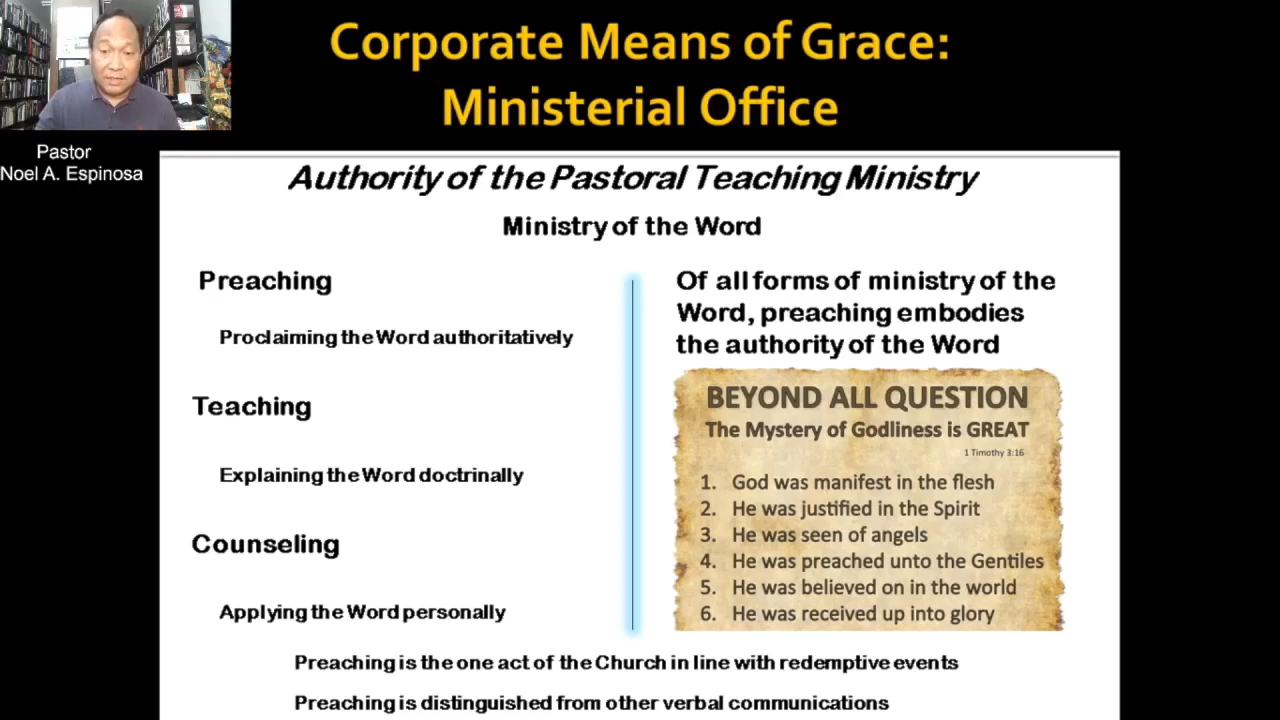 Corporate Means of Grace:
Ministerial Office
Pastor
Noel A. Espinosa
Authority of the Pastoral Teaching Ministry
Ministry of the Word
Preaching
Proclaiming the Word authoritatively
Teaching
Explaining the Word doctrinally
Counseling
Applying the Word personally
Of all forms of ministry of the
Word, preaching embodies
the authority of the Word
BEYOND ALL QUESTION
The Mystery of Godliness is GREAT
1 Timothy 3:16
1. God was manifest in the flesh
2. He was justified in the Spirit
3. He was seen of angels
4. He was preached unto the Gentiles
5. He was believed on in the world
6. He was received up into glory
Preaching is the one act of the Church in line with redemptive events
Preaching is distinguished from other verbal communications